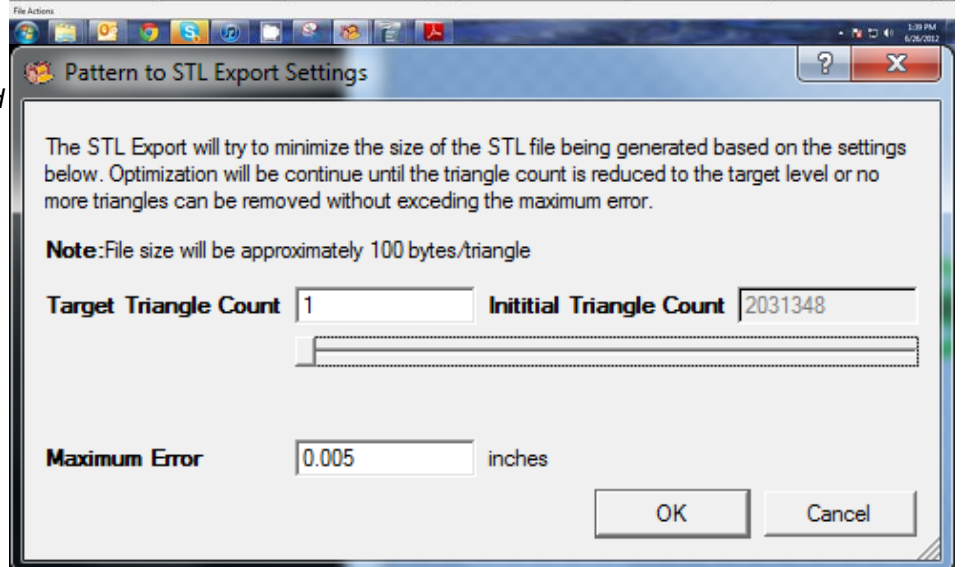 File Actions
1:39 PM
6/26/2012
Pattern to STL Export Settings
The STL Export will try to minimize the size of the STL file being generated based on the settings
below. Optimization will be continue until the triangle count is reduced to the target level or no
more triangles can be removed without exceding the maximum error.
Note:File size will be approximately 100 bytes/triangle
Target Triangle Count 1 Inititial Triangle Count 2031348
Maximum Error 0.005 inches
OK Cancel